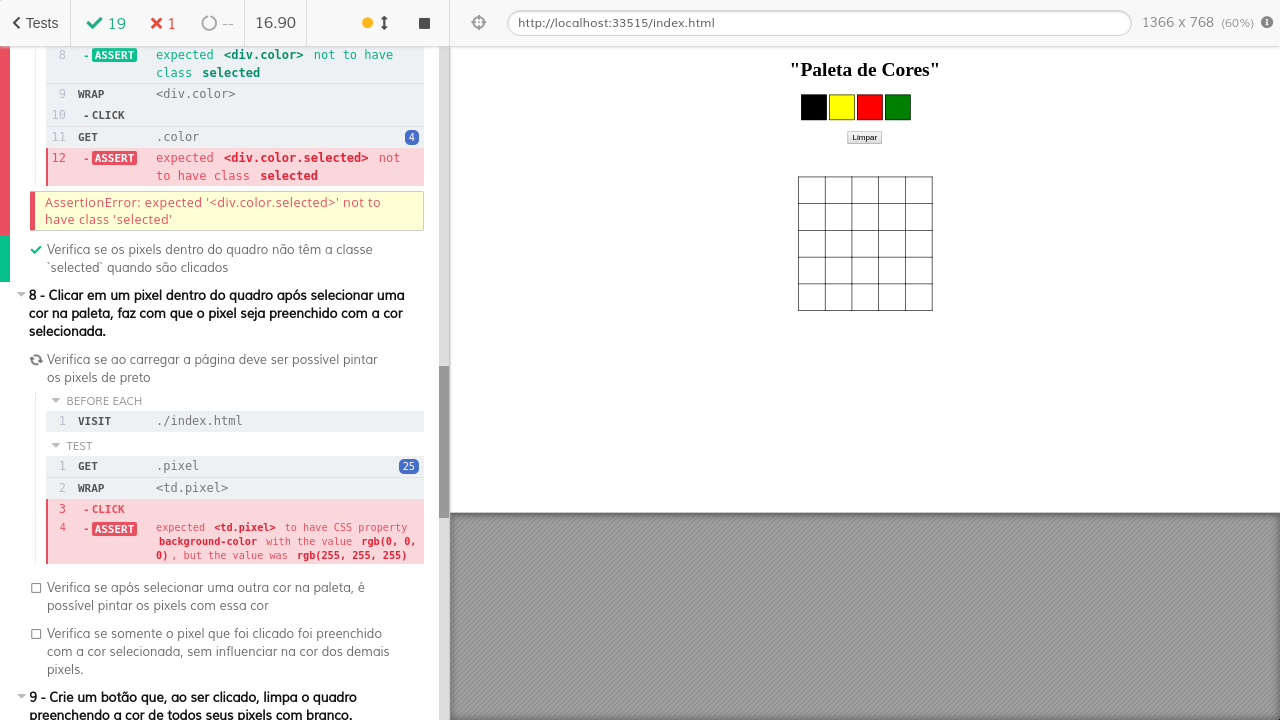 Tests
19
1
--
16.90
http://localhost:33515/index.html
1366 x 768 (60%)
8 - ASSERT expected <div.color> not to have
class selected
9 WRAP <div.color>
10 - CLICK
11 GET .color 4
12 - ASSERT expected <div.color.selected> not
to have class selected
AssertionError: expected '<div.color.selected>' not to
have class 'selected'
Verifica se os pixels dentro do quadro não têm a classe
`selected` quando são clicados
8 - Clicar em um pixel dentro do quadro após selecionar uma
cor na paleta, faz com que o pixel seja preenchido com a cor
selecionada.
Verifica se ao carregar a página deve ser possível pintar
os pixels de preto
BEFORE EACH
1 VISIT ./index.html
TEST
1 GET .pixel 25
2 WRAP <td.pixel>
3 - CLICK
4 - ASSERT expected <td.pixel> to have CSS property
background-color with the value rgb(0, 0,
0), but the value was rgb(255, 255, 255)
Verifica se após selecionar uma outra cor na paleta, é
possível pintar os pixels com essa cor
Verifica se somente o pixel que foi clicado foi preenchido
com a cor selecionada, sem influenciar na cor dos demais
pixels.
9 - Crie um botão que, ao ser clicado, limpa o quadro
preenchendo a cor de todos seus pixels com branco.
"Paleta de Cores"
Limpar